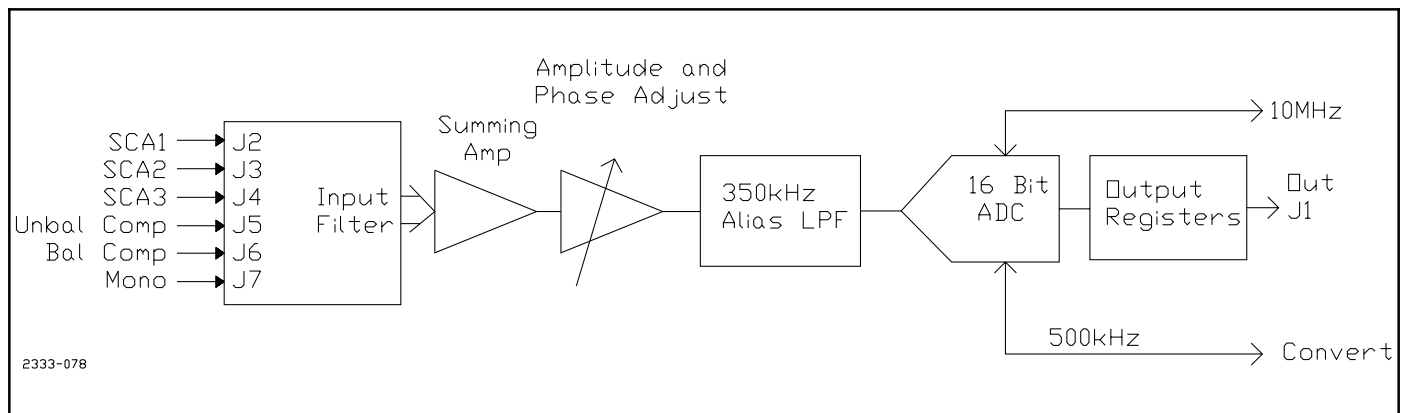 Amplitude and
Phase Adjust
Summing
Amp
SCA1
SCA2
SCA3
Unbal Comp
Bal Comp
Mono
J2
J3
J4
J5
J6
J7
Input
Filter
350kHz
Alias LPF
16 Bit
ADC
10MHz
Output
Registers
Out
J1
500kHz
Convert
2333-078